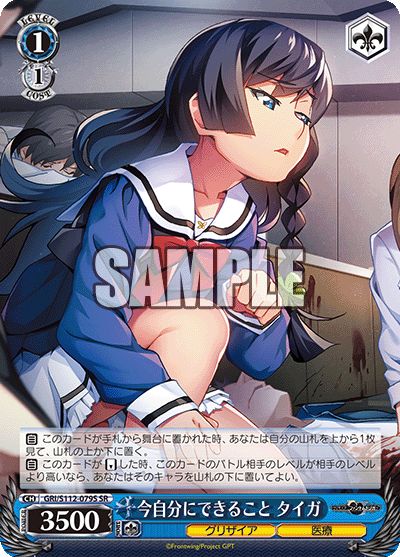 LEVEL
1
1
COST
SAMPLE
【自】 このカードが手札から舞台に置かれた時、あなたは自分の山札を上から1枚
見て、山札の上か下に置く。
【自】 このカードが【リバース】した時、このカードのバトル相手のレベルが相手のレベル
より高いなら、あなたはそのキャラを山札の下に置いてよい。
CH GRI/S112-079S SR
今自分にできること タイガ
3500
グリザイア
医療
©Frontwing/Project GPT